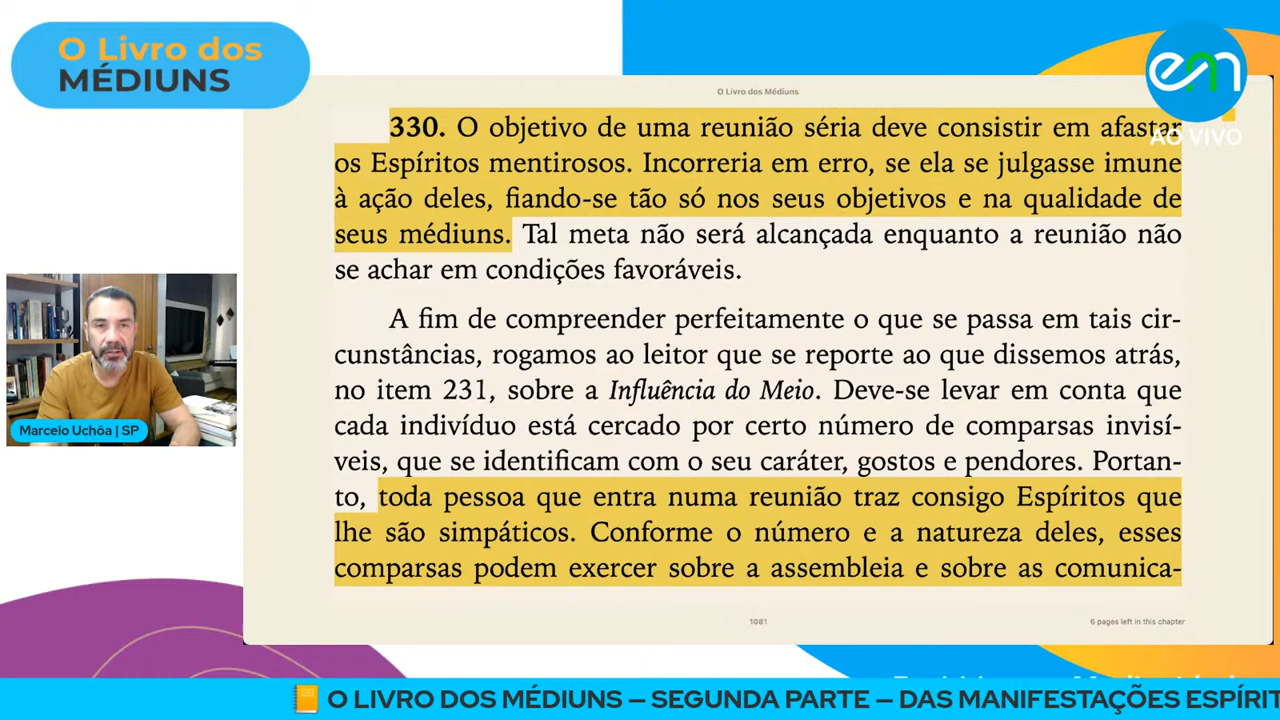 O Livro dos
MÉDIUNS
em
AO VIVO
O Livro dos Médiuns
330. O objetivo de uma reunião séria deve consistir em afastar
os Espíritos mentirosos. Incorreria em erro, se ela se julgasse imune
à ação deles, fiando-se tão só nos seus objetivos e na qualidade de
seus médiuns. Tal meta não será alcançada enquanto a reunião não
se achar em condições favoráveis.
A fim de compreender perfeitamente o que se passa em tais cir-
cunstâncias, rogamos ao leitor que se reporte ao que dissemos atrás,
no item 231, sobre a Influência do Meio. Deve-se levar em conta que
cada indivíduo está cercado por certo número de comparsas invisí-
veis, que se identificam com o seu caráter, gostos e pendores. Portan-
to, toda pessoa que entra numa reunião traz consigo Espíritos que
lhe são simpáticos. Conforme o número e a natureza deles, esses
comparsas podem exercer sobre a assembleia e sobre as comunica-
1081
6 pages left in this chapter
Marcelo Uchôa | SP
O LIVRO DOS MÉDIUNS — SEGUNDA PARTE — DAS MANIFESTAÇÕES ESPÍRIT